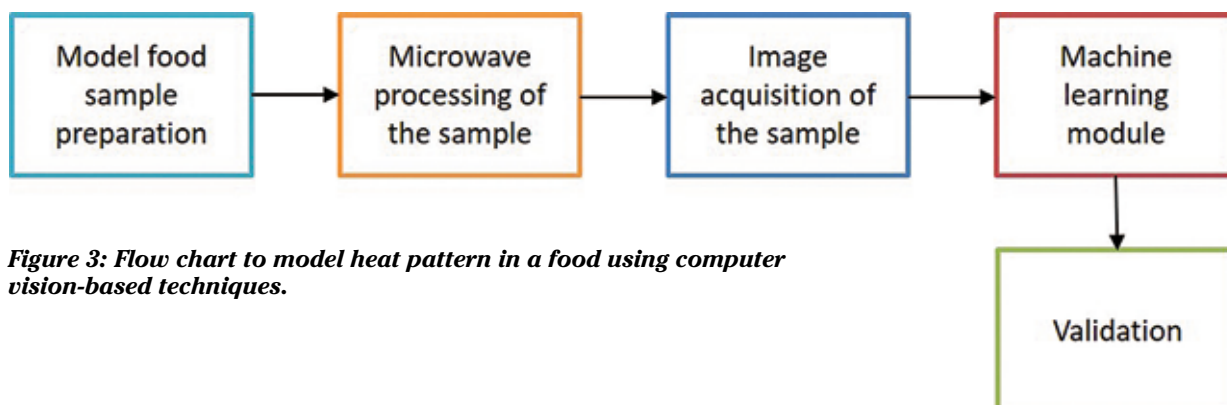 Model food
sample
preparation
Microwave
processing of
the sample
Image
acquisition of
the sample
Machine
learning
module
Figure 3: Flow chart to model heat pattern in a food using computer
vision-based techniques.
Validation